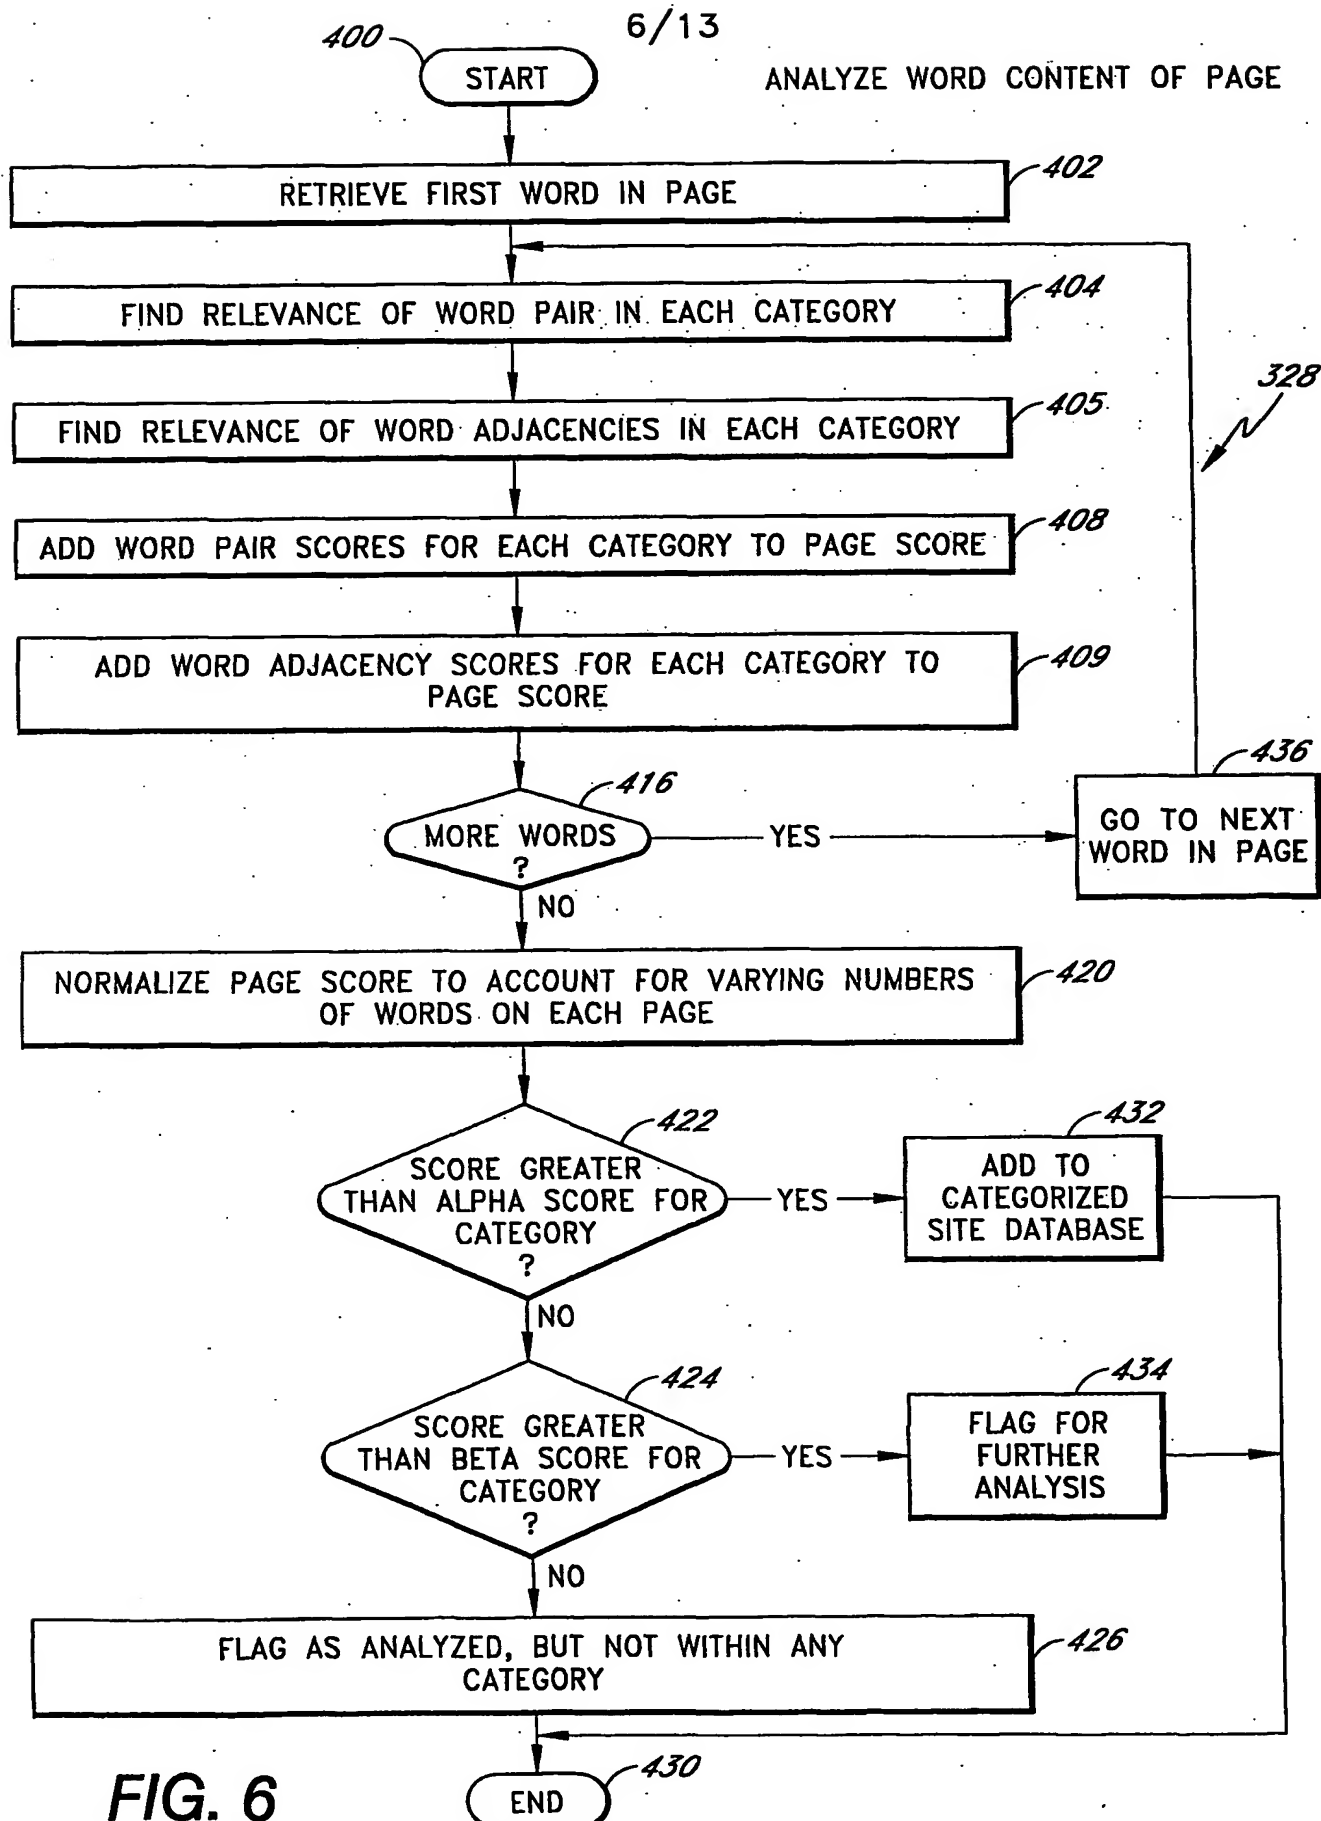 6/13
400
START
ANALYZE WORD CONTENT OF PAGE
402
RETRIEVE FIRST WORD IN PAGE
404
FIND RELEVANCE OF WORD PAIR IN EACH CATEGORY
328
405
FIND RELEVANCE OF WORD ADJACENCIES IN EACH CATEGORY
408
ADD WORD PAIR SCORES FOR EACH CATEGORY TO PAGE SCORE
409
ADD WORD ADJACENCY SCORES FOR EACH CATEGORY TO
PAGE SCORE
416
MORE WORDS
?
YES
436
GO TO NEXT
WORD IN PAGE
NO
420
NORMALIZE PAGE SCORE TO ACCOUNT FOR VARYING NUMBERS
OF WORDS ON EACH PAGE
422
SCORE GREATER
THAN ALPHA SCORE FOR
CATEGORY
?
YES
432
ADD TO
CATEGORIZED
SITE DATABASE
NO
424
SCORE GREATER
THAN BETA SCORE FOR
CATEGORY
?
YES
434
FLAG FOR
FURTHER
ANALYSIS
NO
426
FLAG AS ANALYZED, BUT NOT WITHIN ANY
CATEGORY
430
END
FIG. 6